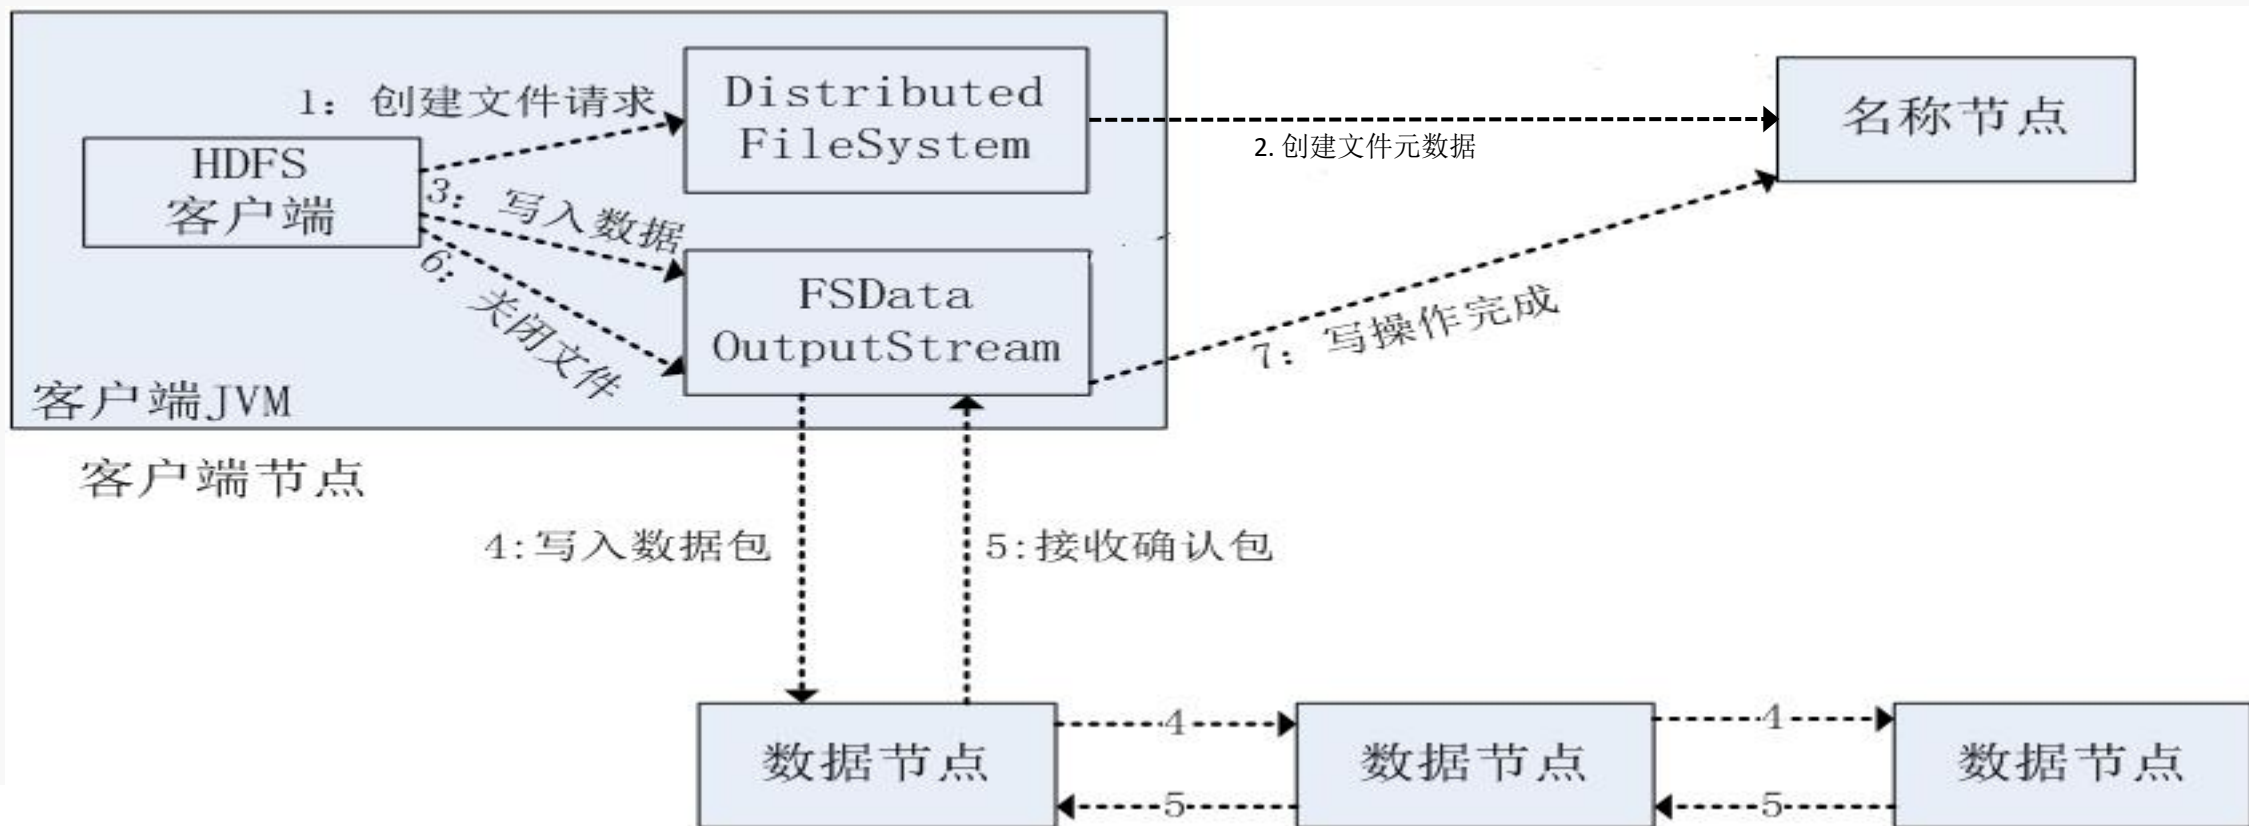 1: 创建文件请求
Distributed
FileSystem
名称节点
2. 创建文件元数据
HDFS
客户端
3: 写入数据
6: 关闭文件
FSData
OutputStream
7: 写操作完成
客户端JVM
客户端节点
4:写入数据包
5:接收确认包
4
4
数据节点
数据节点
数据节点
5
5